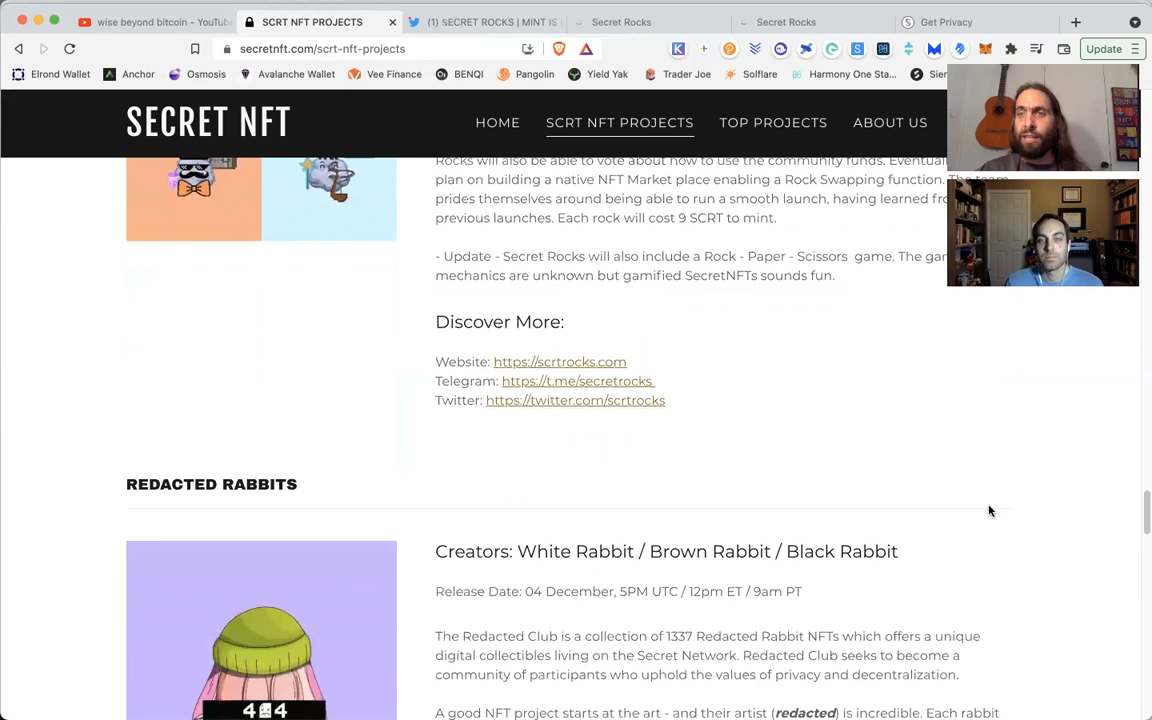 wise beyond bitcoin - YouTube
SCRT NFT PROJECTS
(1) SECRET ROCKS | MINT IS
Secret Rocks
Secret Rocks
Get Privacy
secretnft.com/scrt-nft-projects
Update
Elrond Wallet
Anchor
Osmosis
Avalanche Wallet
Vee Finance
BENQI
Pangolin
Yield Yak
Trader Joe
Solflare
Harmony One Sta...
Sier
SECRET NFT
HOME
SCRT NFT PROJECTS
TOP PROJECTS
ABOUT US
Rocks will also be able to vote about how to use the community funds.
plan on building a native NFT Market place enabling a Rock Swapping function. The team
prides themselves around being able to run a smooth launch, having learned
previous launches. Each rock will cost 9 SCRT to mint.
- Update - Secret Rocks will also include a Rock - Paper - Scissors game. The
mechanics are unknown but gamified SecretNFTs sounds fun.
Discover More:
Website: https://scrtrocks.com
Telegram: https://t.me/secretrocks
Twitter: https://twitter.com/scrtrocks
REDACTED RABBITS
Creators: White Rabbit / Brown Rabbit / Black Rabbit
Release Date: 04 December, 5PM UTC / 12pm ET / 9am PT
The Redacted Club is a collection of 1337 Redacted Rabbit NFTs which offers a unique
digital collectibles living on the Secret Network. Redacted Club seeks to become a
community of participants who uphold the values of privacy and decentralization.
A good NFT project starts at the art - and their artist (redacted) is incredible. Each rabbit
4 4